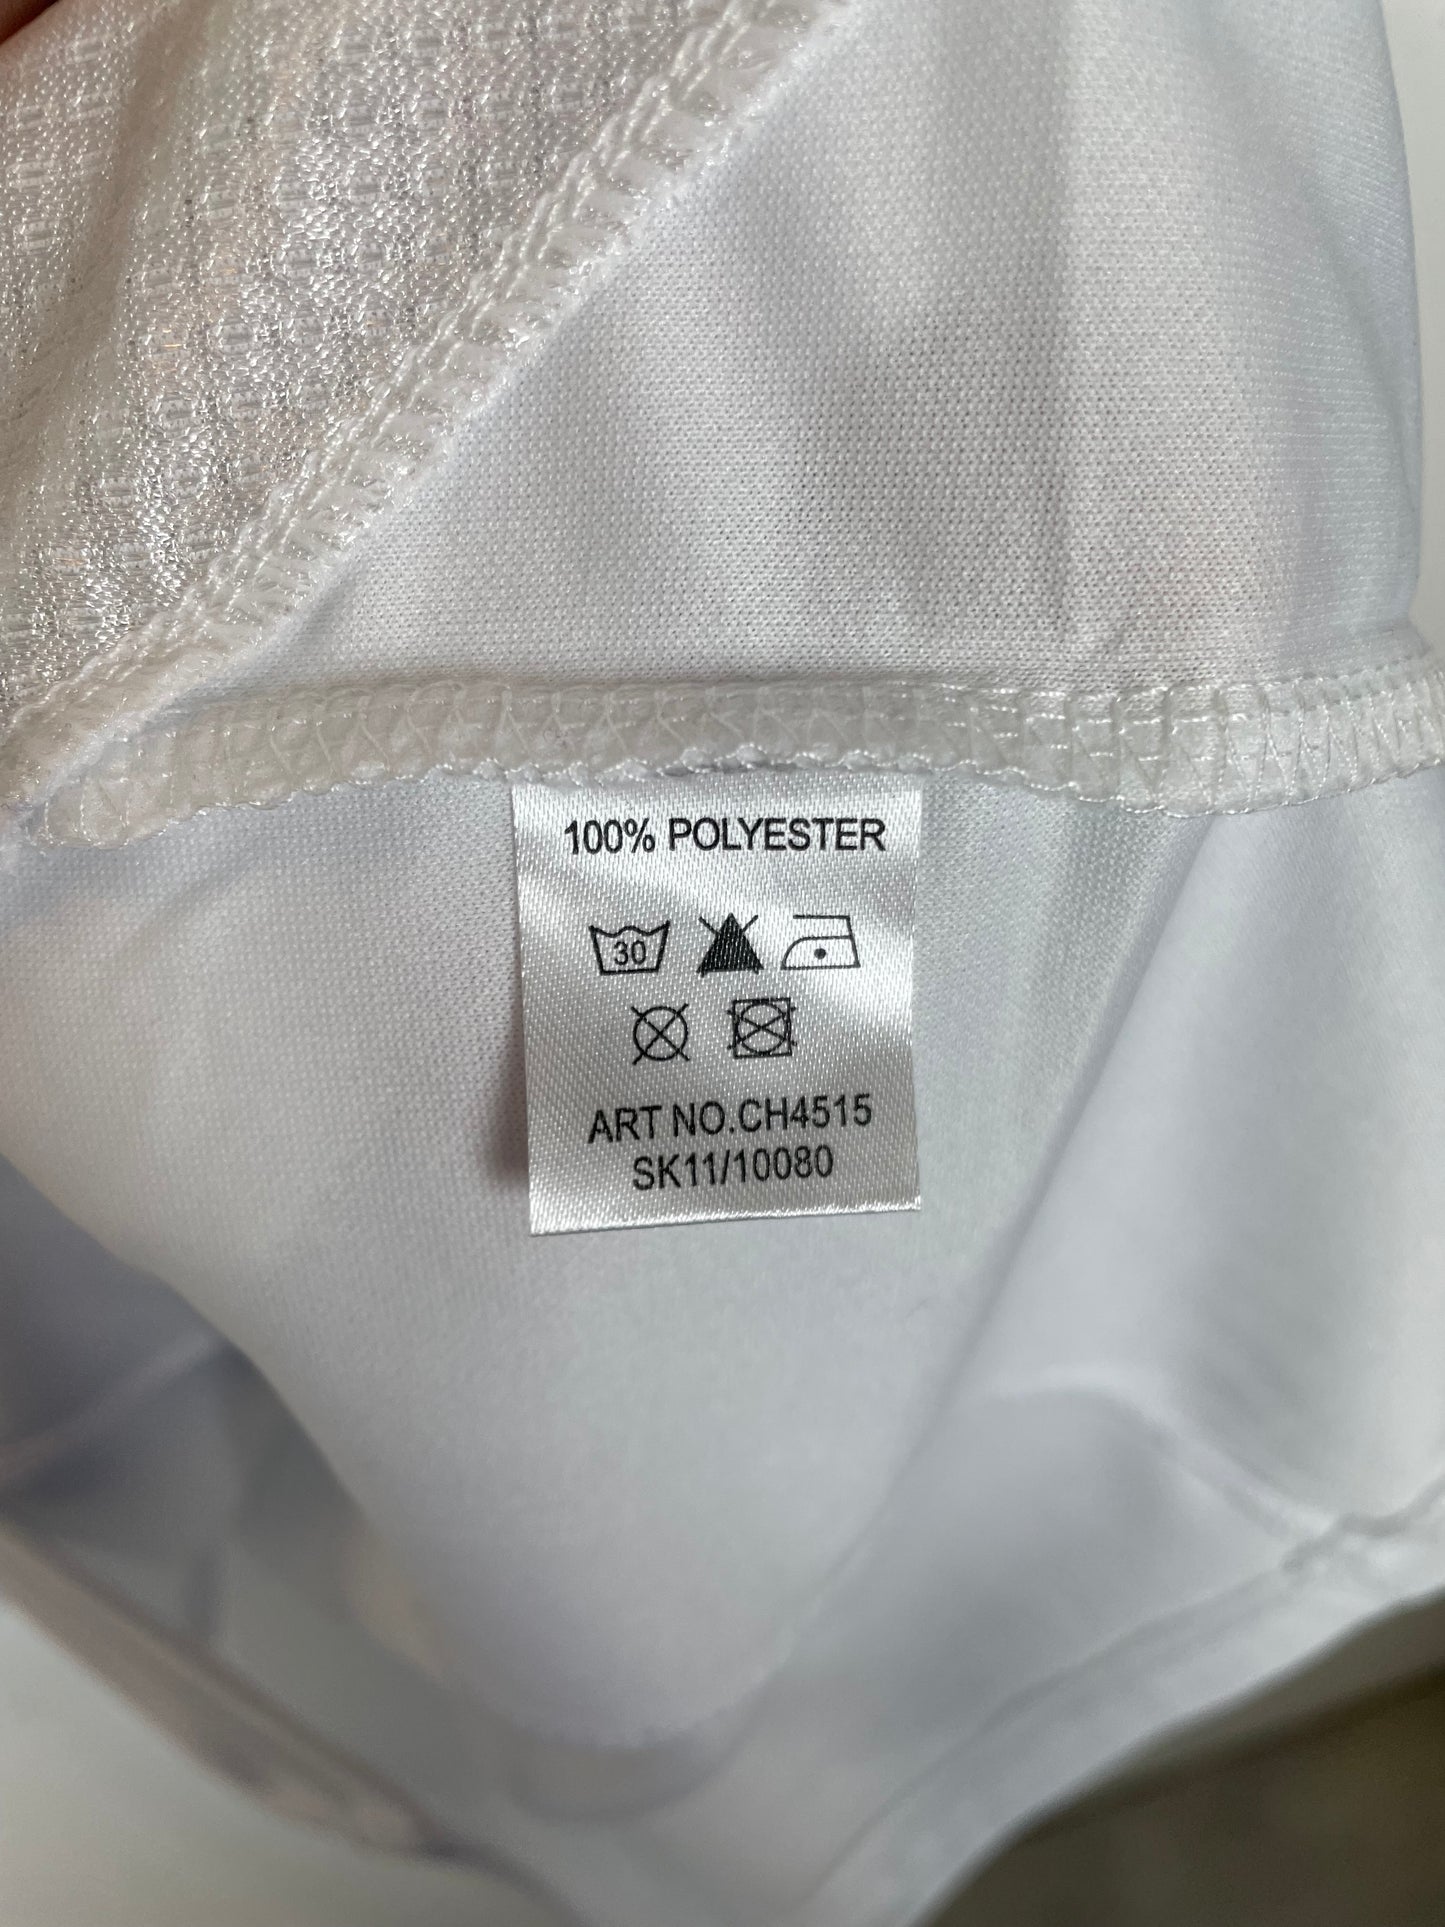 100% POLYESTER
30
ART NO.CH4515
SK11/10080